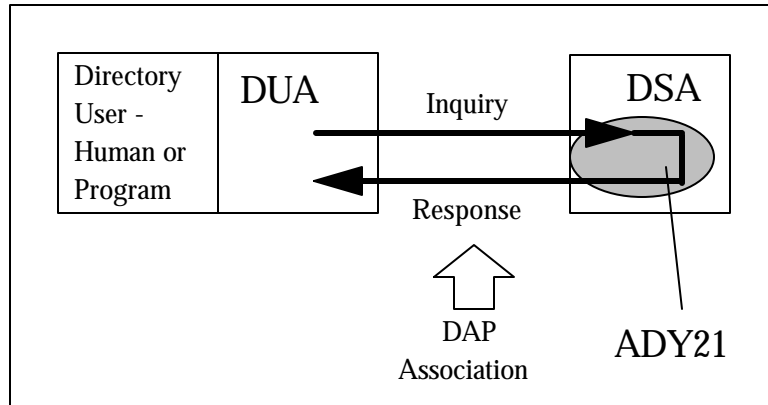 Directory
User -
Human or
Program
DUA
Inquiry
Response
DSA
DAP
Association
ADY21